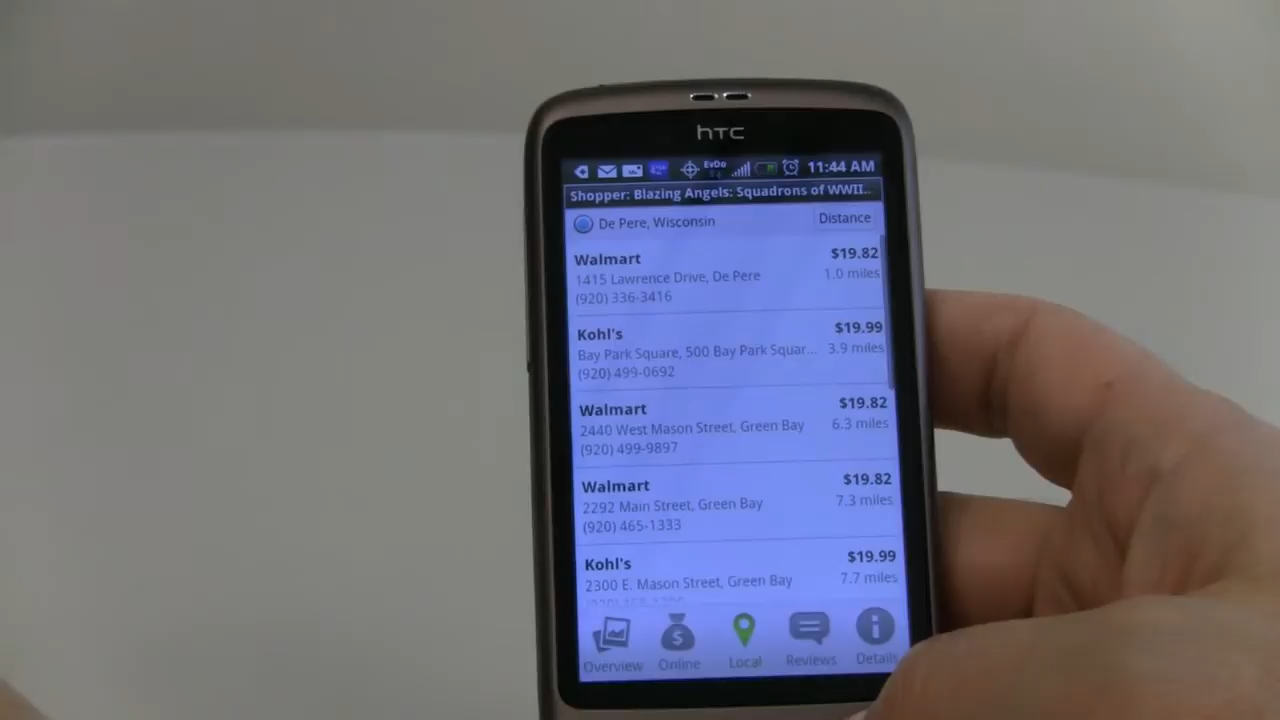 hTC
EvDo
11:44 AM
Shopper: Blazing Angels: Squadrons of WWII..
De Pere, Wisconsin Distance
Walmart $19.82
1415 Lawrence Drive, De Pere 1.0 miles
(920) 336-3416
Kohl's $19.99
Bay Park Square, 500 Bay Park Squar... 3.9 miles
(920) 499-0692
Walmart $19.82
2440 West Mason Street, Green Bay 6.3 miles
(920) 499-9897
Walmart $19.82
2292 Main Street, Green Bay 7.3 miles
(920) 465-1333
Kohl's $19.99
2300 E. Mason Street, Green Bay 7.7 miles
Overview Online Local Reviews Details